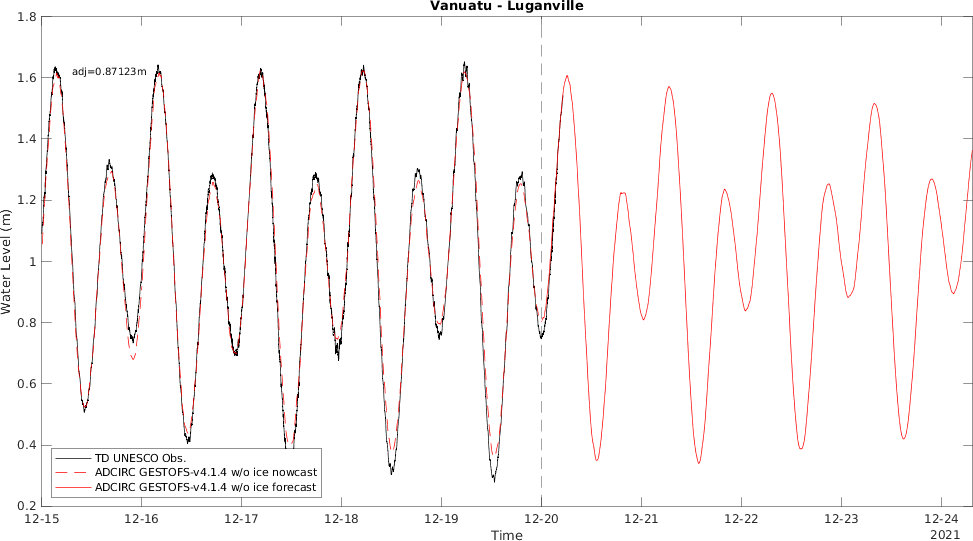 Vanuatu - Luganville
1.8
1.6
1.4
1.2
1
0.8
0.6
0.4
0.2
Water Level (m)
adj=0.87123m
TD UNESCO Obs.
ADCIRC GESTOFS-v4.1.4 w/o ice nowcast
ADCIRC GESTOFS-v4.1.4 w/o ice forecast
12-15 12-16 12-17 12-18 12-19 12-20 12-21 12-22 12-23 12-24
Time
2021